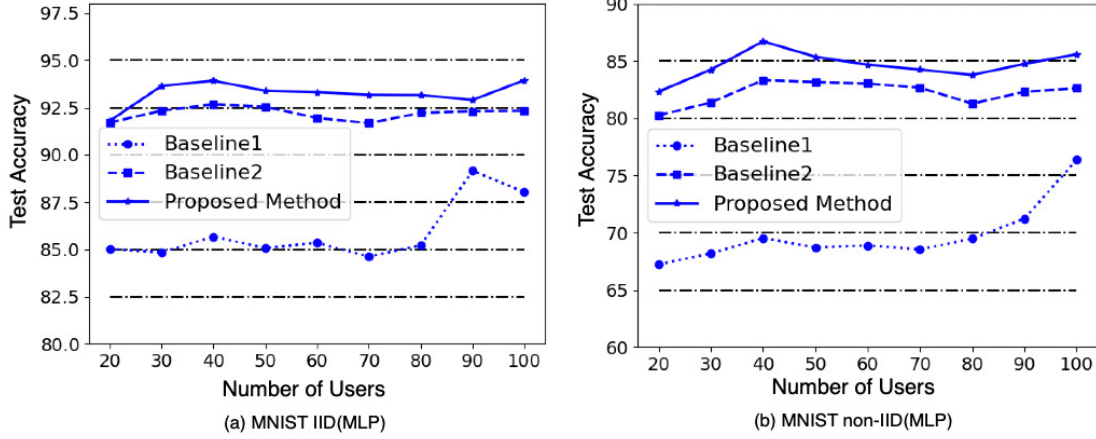 97.5
95.0
92.5
90.0
87.5
85.0
82.5
80.0
Test Accuracy
Baseline1
Baseline2
Proposed Method
20 30 40 50 60 70 80 90 100
Number of Users
(a) MNIST IID(MLP)
90
85
80
75
70
65
60
Test Accuracy
Baseline1
Baseline2
Proposed Method
20 30 40 50 60 70 80 90 100
Number of Users
(b) MNIST non-IID(MLP)